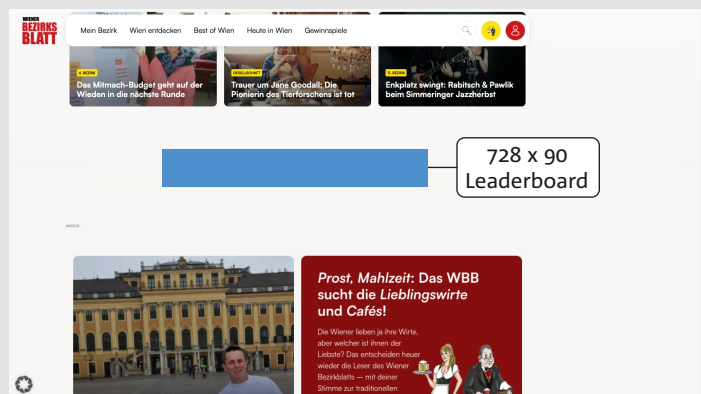 WIENER
BEZIRKS
BLATT
Mein Bezirk
Wien entdecken
Best of Wien
Heute in Wien
Gewinnspiele
4. BEZIRK
Das Mitmach-Budget geht auf der
Wieden in die nächste Runde
GESELLSCHAFT
Trauer um Jane Goodall: Die
Pionierin des Tierforschens ist tot
11. BEZIRK
Enkplatz swingt: Rabitsch & Pawlik
beim Simmeringer Jazzherbst
728 x 90
Leaderboard
ANZEIGE
Prost, Mahlzeit: Das WBB
sucht die Lieblingswirte
und Cafés!
Die Wiener lieben ja ihre Wirte,
aber welcher ist ihnen der
Liebste? Das entscheiden heuer
wieder die Leser des Wiener
Bezirkblatts – mit deiner
Stimme zur traditionellen